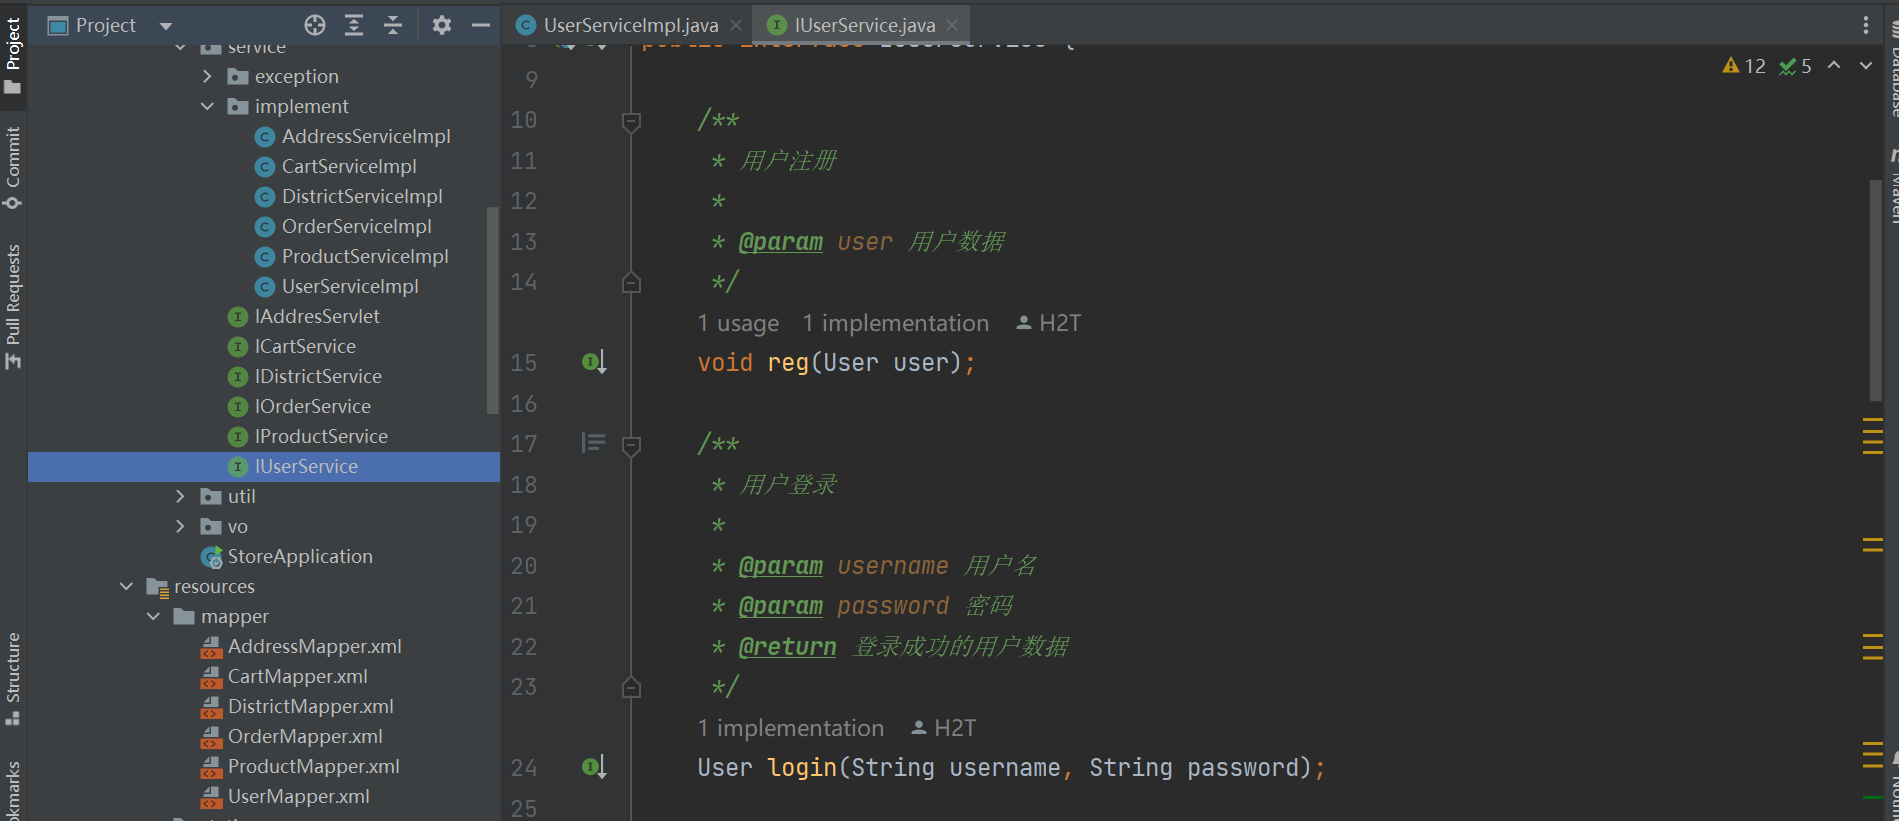 Project
UserServiceImpl.java
IUserService.java
Project
Commit
Pull Requests
Structure
service
exception
implement
AddressServiceImpl
CartServiceImpl
DistrictServiceImpl
OrderServiceImpl
ProductServiceImpl
UserServiceImpl
IAddresServlet
ICartService
IDistrictService
IOrderService
IProductService
IUserService
util
vo
StoreApplication
resources
mapper
AddressMapper.xml
CartMapper.xml
DistrictMapper.xml
OrderMapper.xml
ProductMapper.xml
UserMapper.xml
12 5
9
10 /**
11 * 用户注册
12 *
13 * @param user 用户数据
14 */
1 usage 1 implementation H2T
15 void reg(User user);
16
17 /**
18 * 用户登录
19 *
20 * @param username 用户名
21 * @param password 密码
22 * @return 登录成功的用户数据
23 */
1 implementation H2T
24 User login(String username, String password);
25
Database
Maven